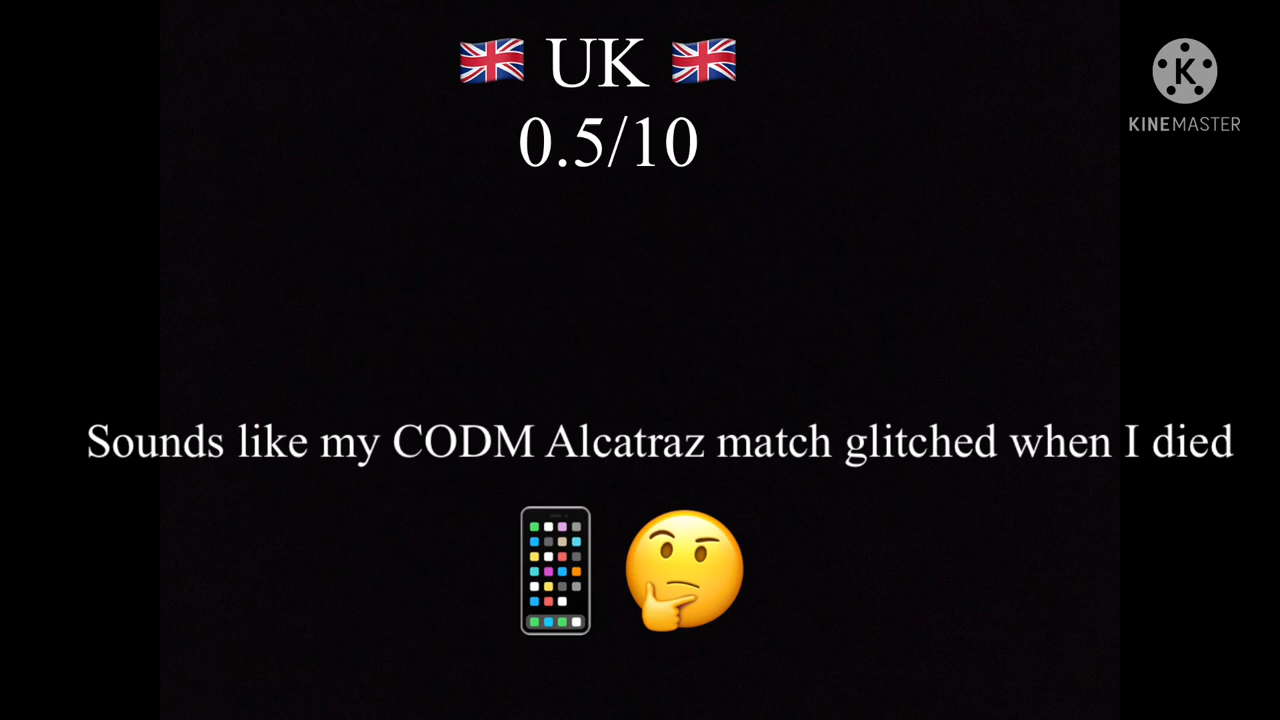 🇬🇧 UK 🇬🇧
0.5/10
KINEMASTER
Sounds like my CODM Alcatraz match glitched when I died